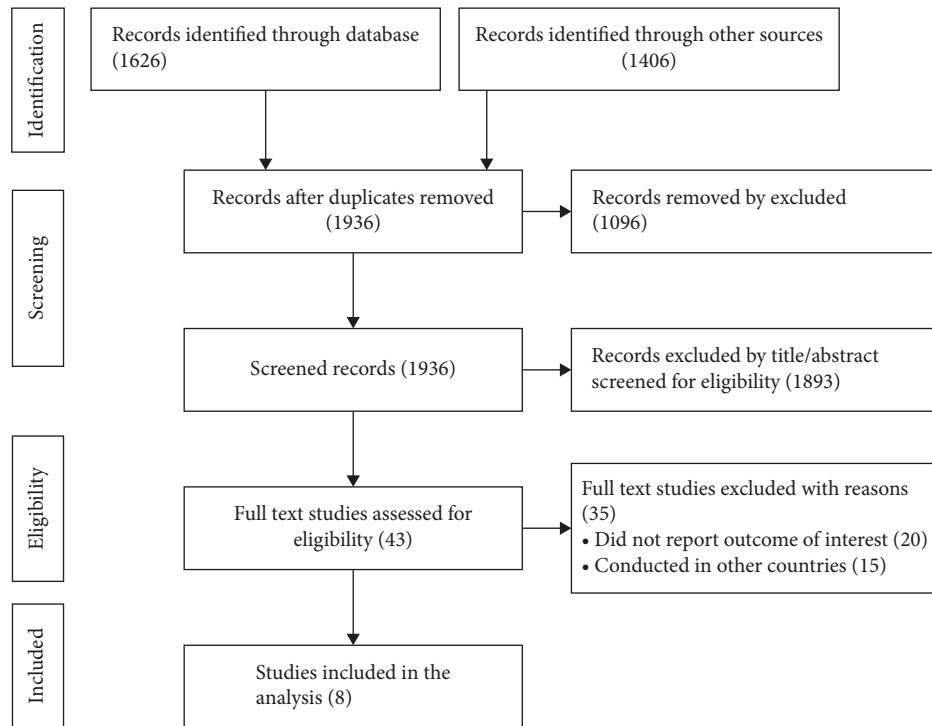 Identification
Records identified through database
(1626)
Records identified through other sources
(1406)
Screening
Records after duplicates removed
(1936)
Records removed by excluded
(1096)
Screened records (1936)
Records excluded by title/abstract
screened for eligibility (1893)
Eligibility
Full text studies assessed for
eligibility (43)
Full text studies excluded with reasons
(35)
• Did not report outcome of interest (20)
• Conducted in other countries (15)
Included
Studies included in the
analysis (8)